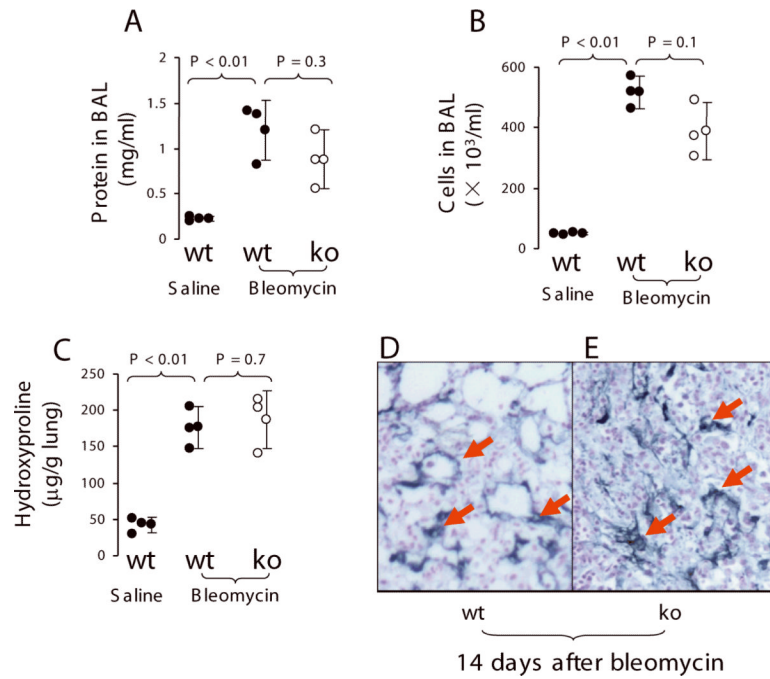 A
P < 0.01
P = 0.3
Protein in BAL
(mg/ml)
2
1.5
1
0.5
0
wt
wt
ko
Saline
Bleomycin
B
P < 0.01
P = 0.1
Cells in BAL
(× 10³/ml)
600
400
200
0
wt
wt
ko
Saline
Bleomycin
C
P < 0.01
P = 0.7
Hydroxyproline
(μg/g lung)
250
200
150
100
50
0
wt
wt
ko
Saline
Bleomycin
D
E
wt
ko
14 days after bleomycin